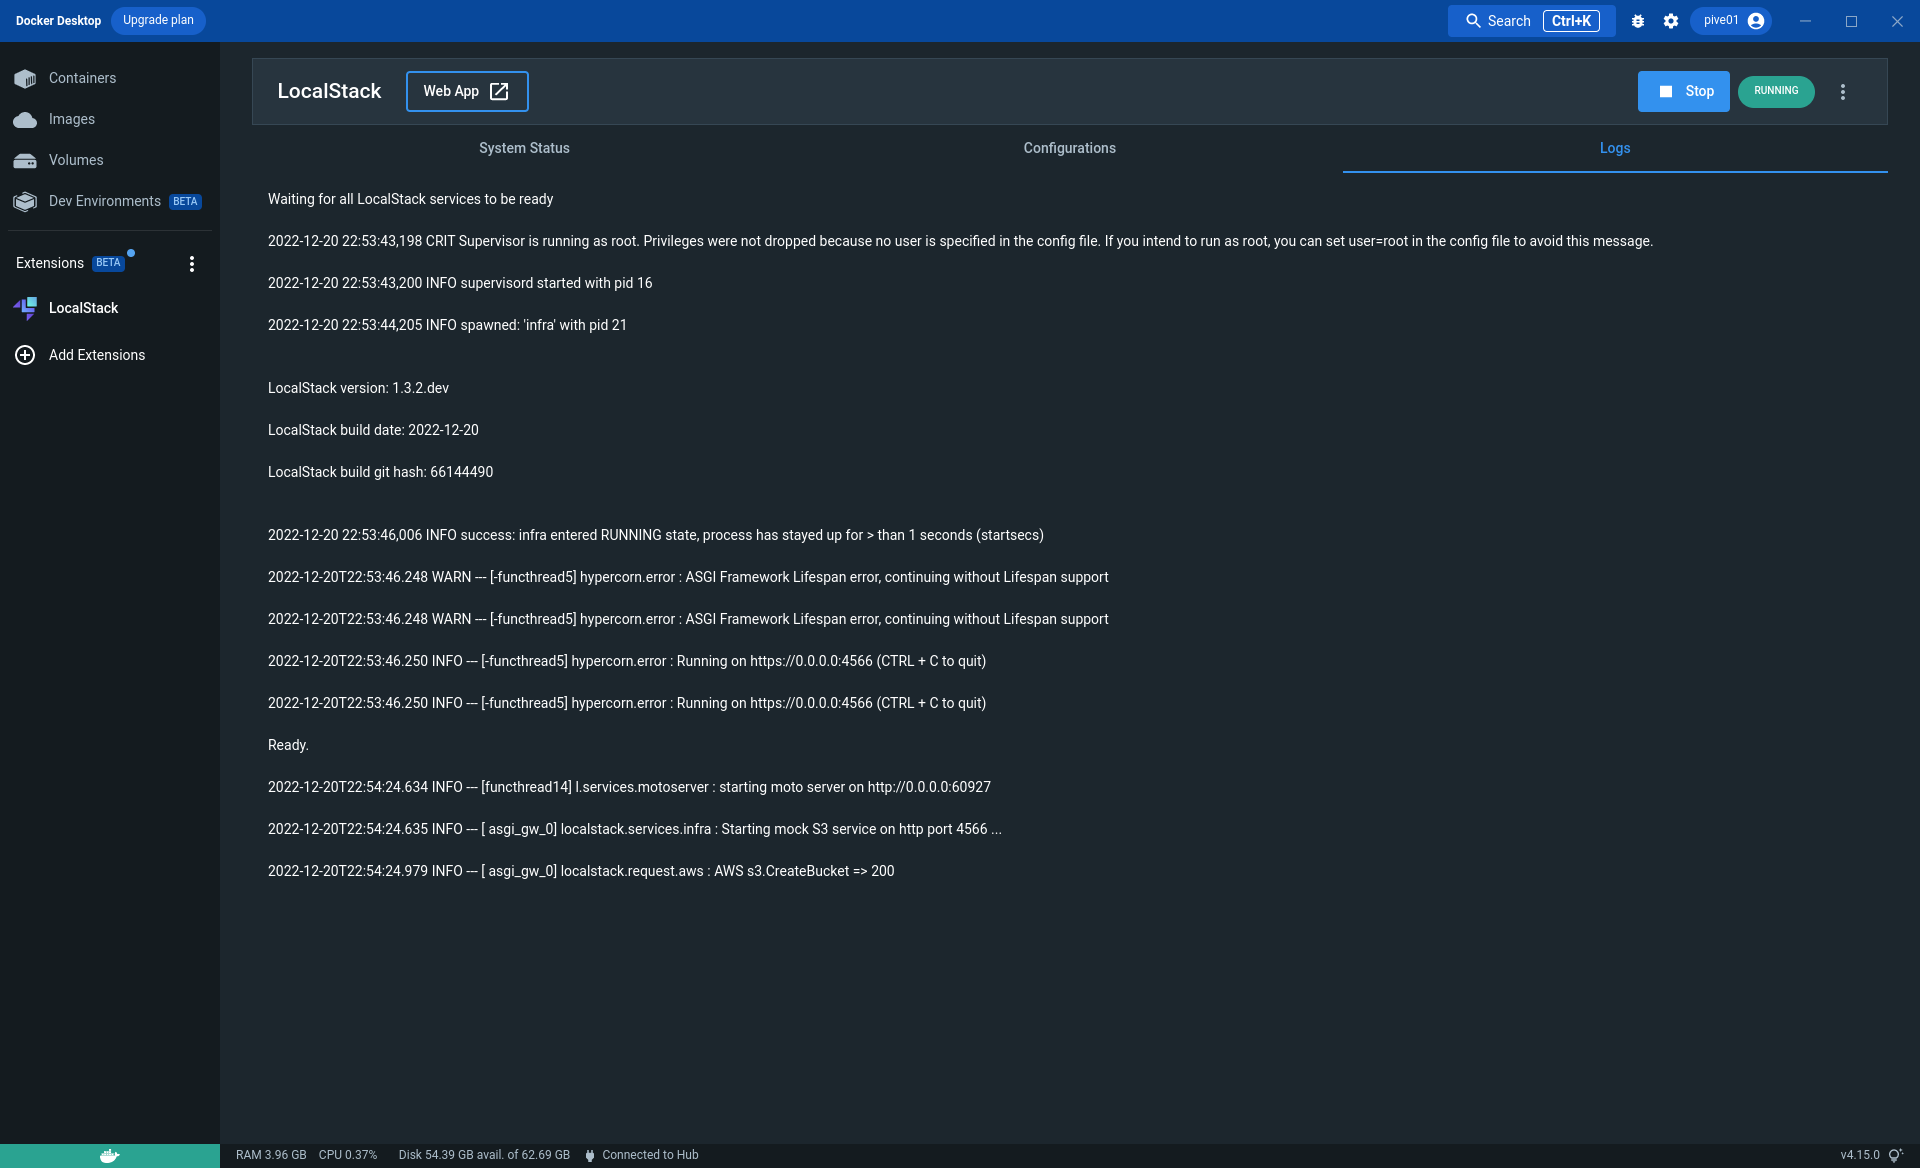 Docker Desktop Upgrade plan Search Ctrl+K pive01
Containers
Images
Volumes
Dev Environments BETA
Extensions BETA
LocalStack
Add Extensions
LocalStack Web App Stop RUNNING
System Status Configurations Logs
Waiting for all LocalStack services to be ready
2022-12-20 22:53:43,198 CRIT Supervisor is running as root. Privileges were not dropped because no user is specified in the config file. If you intend to run as root, you can set user=root in the config file to avoid this message.
2022-12-20 22:53:43,200 INFO supervisord started with pid 16
2022-12-20 22:53:44,205 INFO spawned: 'infra' with pid 21
LocalStack version: 1.3.2.dev
LocalStack build date: 2022-12-20
LocalStack build git hash: 66144490
2022-12-20 22:53:46,006 INFO success: infra entered RUNNING state, process has stayed up for > than 1 seconds (startsecs)
2022-12-20T22:53:46.248 WARN --- [-functhread5] hypercorn.error : ASGI Framework Lifespan error, continuing without Lifespan support
2022-12-20T22:53:46.248 WARN --- [-functhread5] hypercorn.error : ASGI Framework Lifespan error, continuing without Lifespan support
2022-12-20T22:53:46.250 INFO --- [-functhread5] hypercorn.error : Running on https://0.0.0.0:4566 (CTRL + C to quit)
2022-12-20T22:53:46.250 INFO --- [-functhread5] hypercorn.error : Running on https://0.0.0.0:4566 (CTRL + C to quit)
Ready.
2022-12-20T22:54:24.634 INFO --- [functhread14] l.services.motoserver : starting moto server on http://0.0.0.0:60927
2022-12-20T22:54:24.635 INFO --- [ asgi_gw_0] localstack.services.infra : Starting mock S3 service on http port 4566 ...
2022-12-20T22:54:24.979 INFO --- [ asgi_gw_0] localstack.request.aws : AWS s3.CreateBucket => 200
RAM 3.96 GB CPU 0.37% Disk 54.39 GB avail. of 62.69 GB Connected to Hub v4.15.0